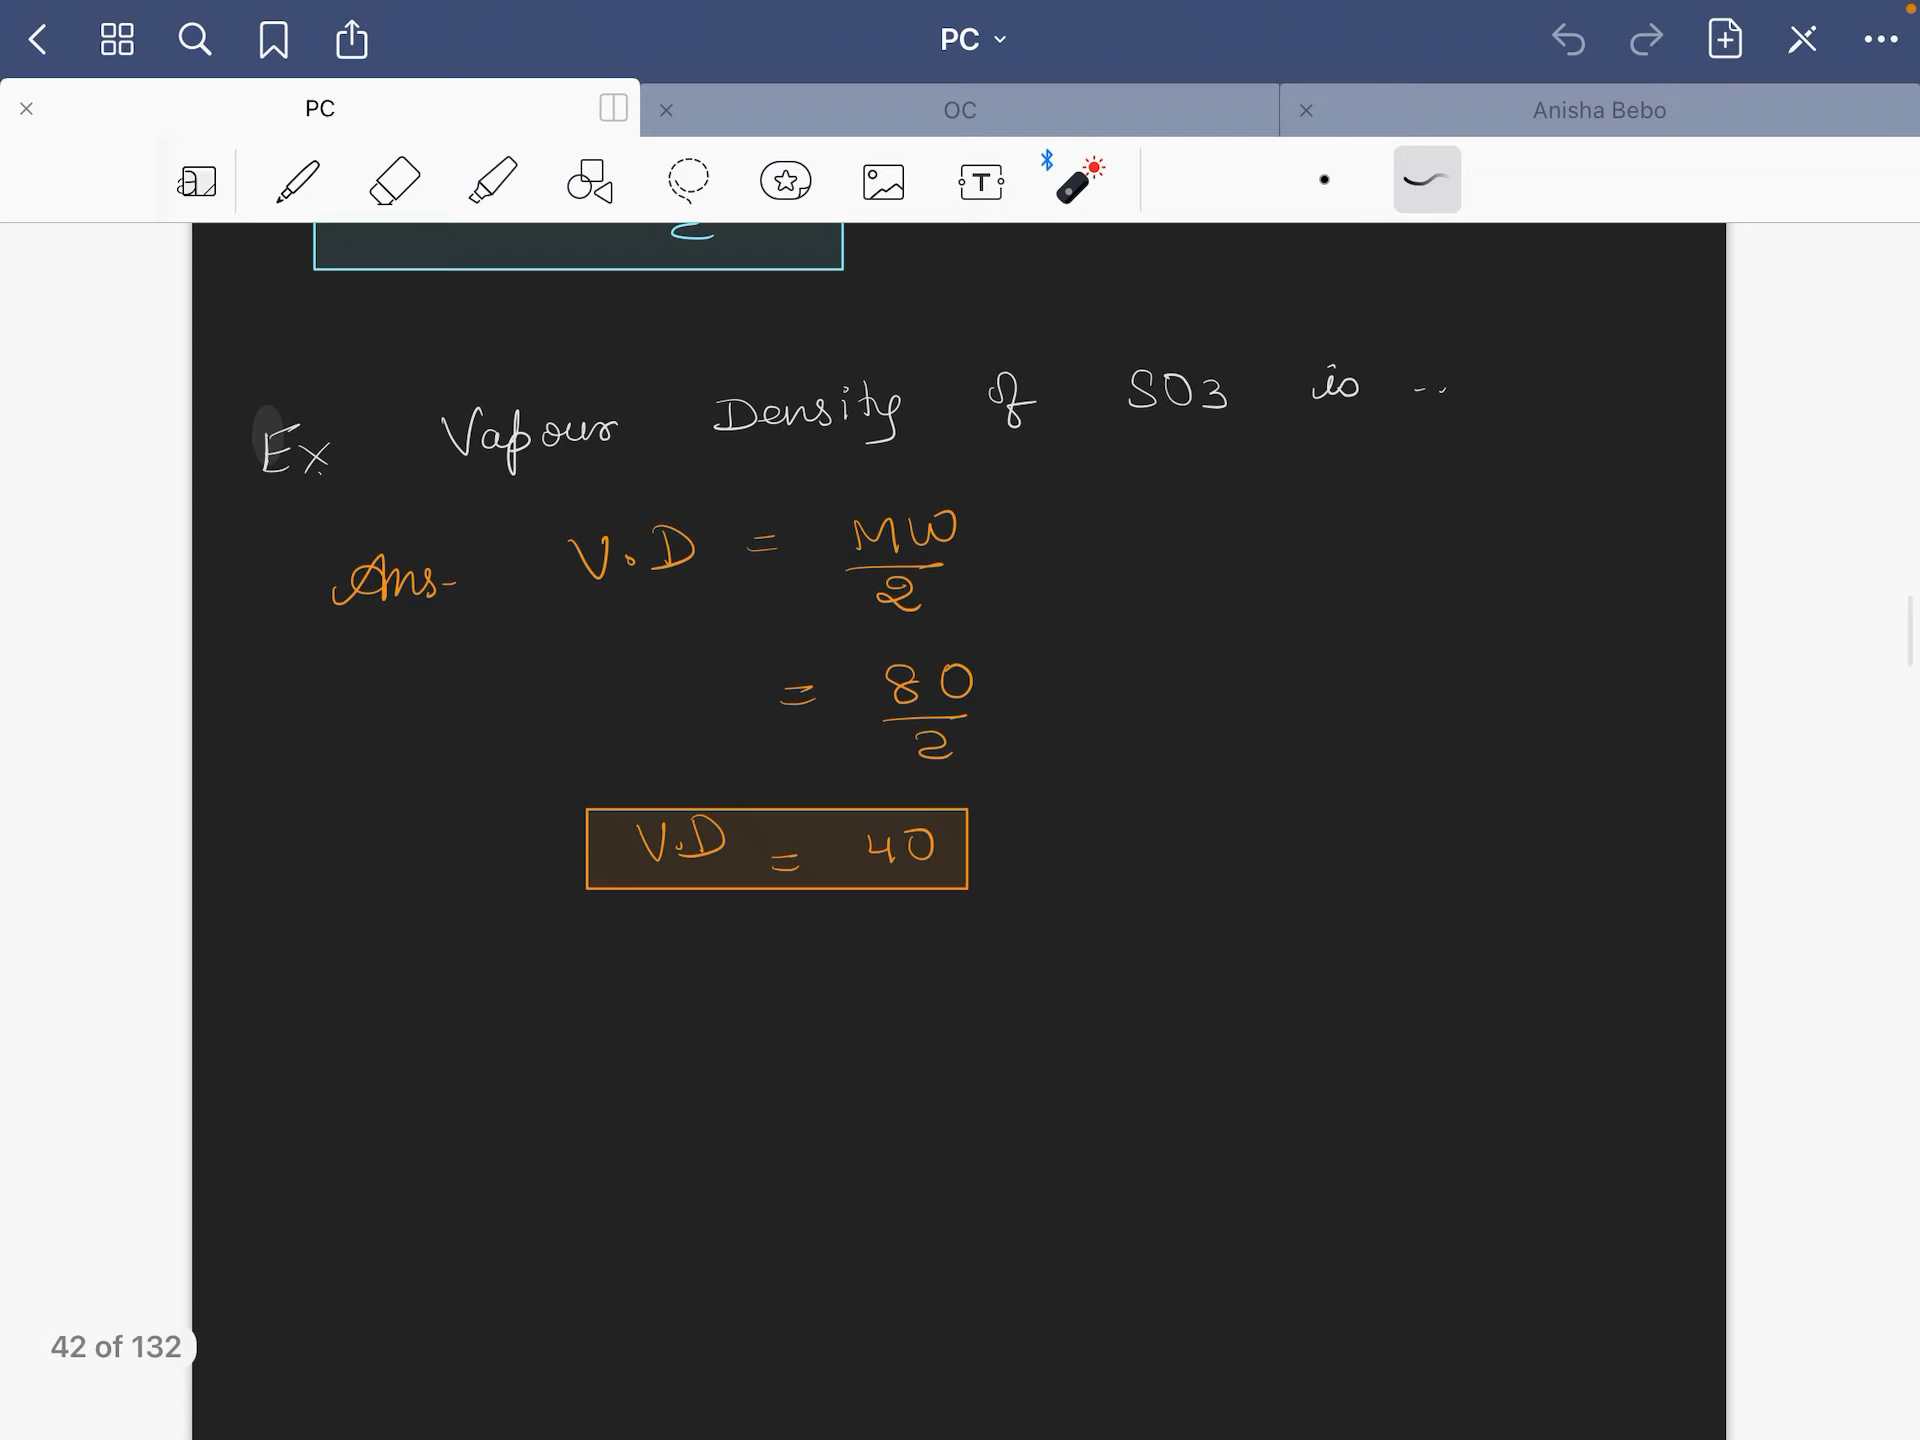 PC
PC
OC
Anisha Bebo
T
2
Ex Vapour Density of SO3 is ..
Ans- V.D = MW
2
= 80
2
V.D = 40
42 of 132